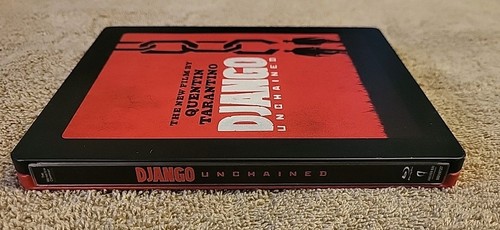 THE NEW FILM BY
QUENTIN
TARANTINO
DJANGO
UNCHAINED
DJANGO UNCHAINED